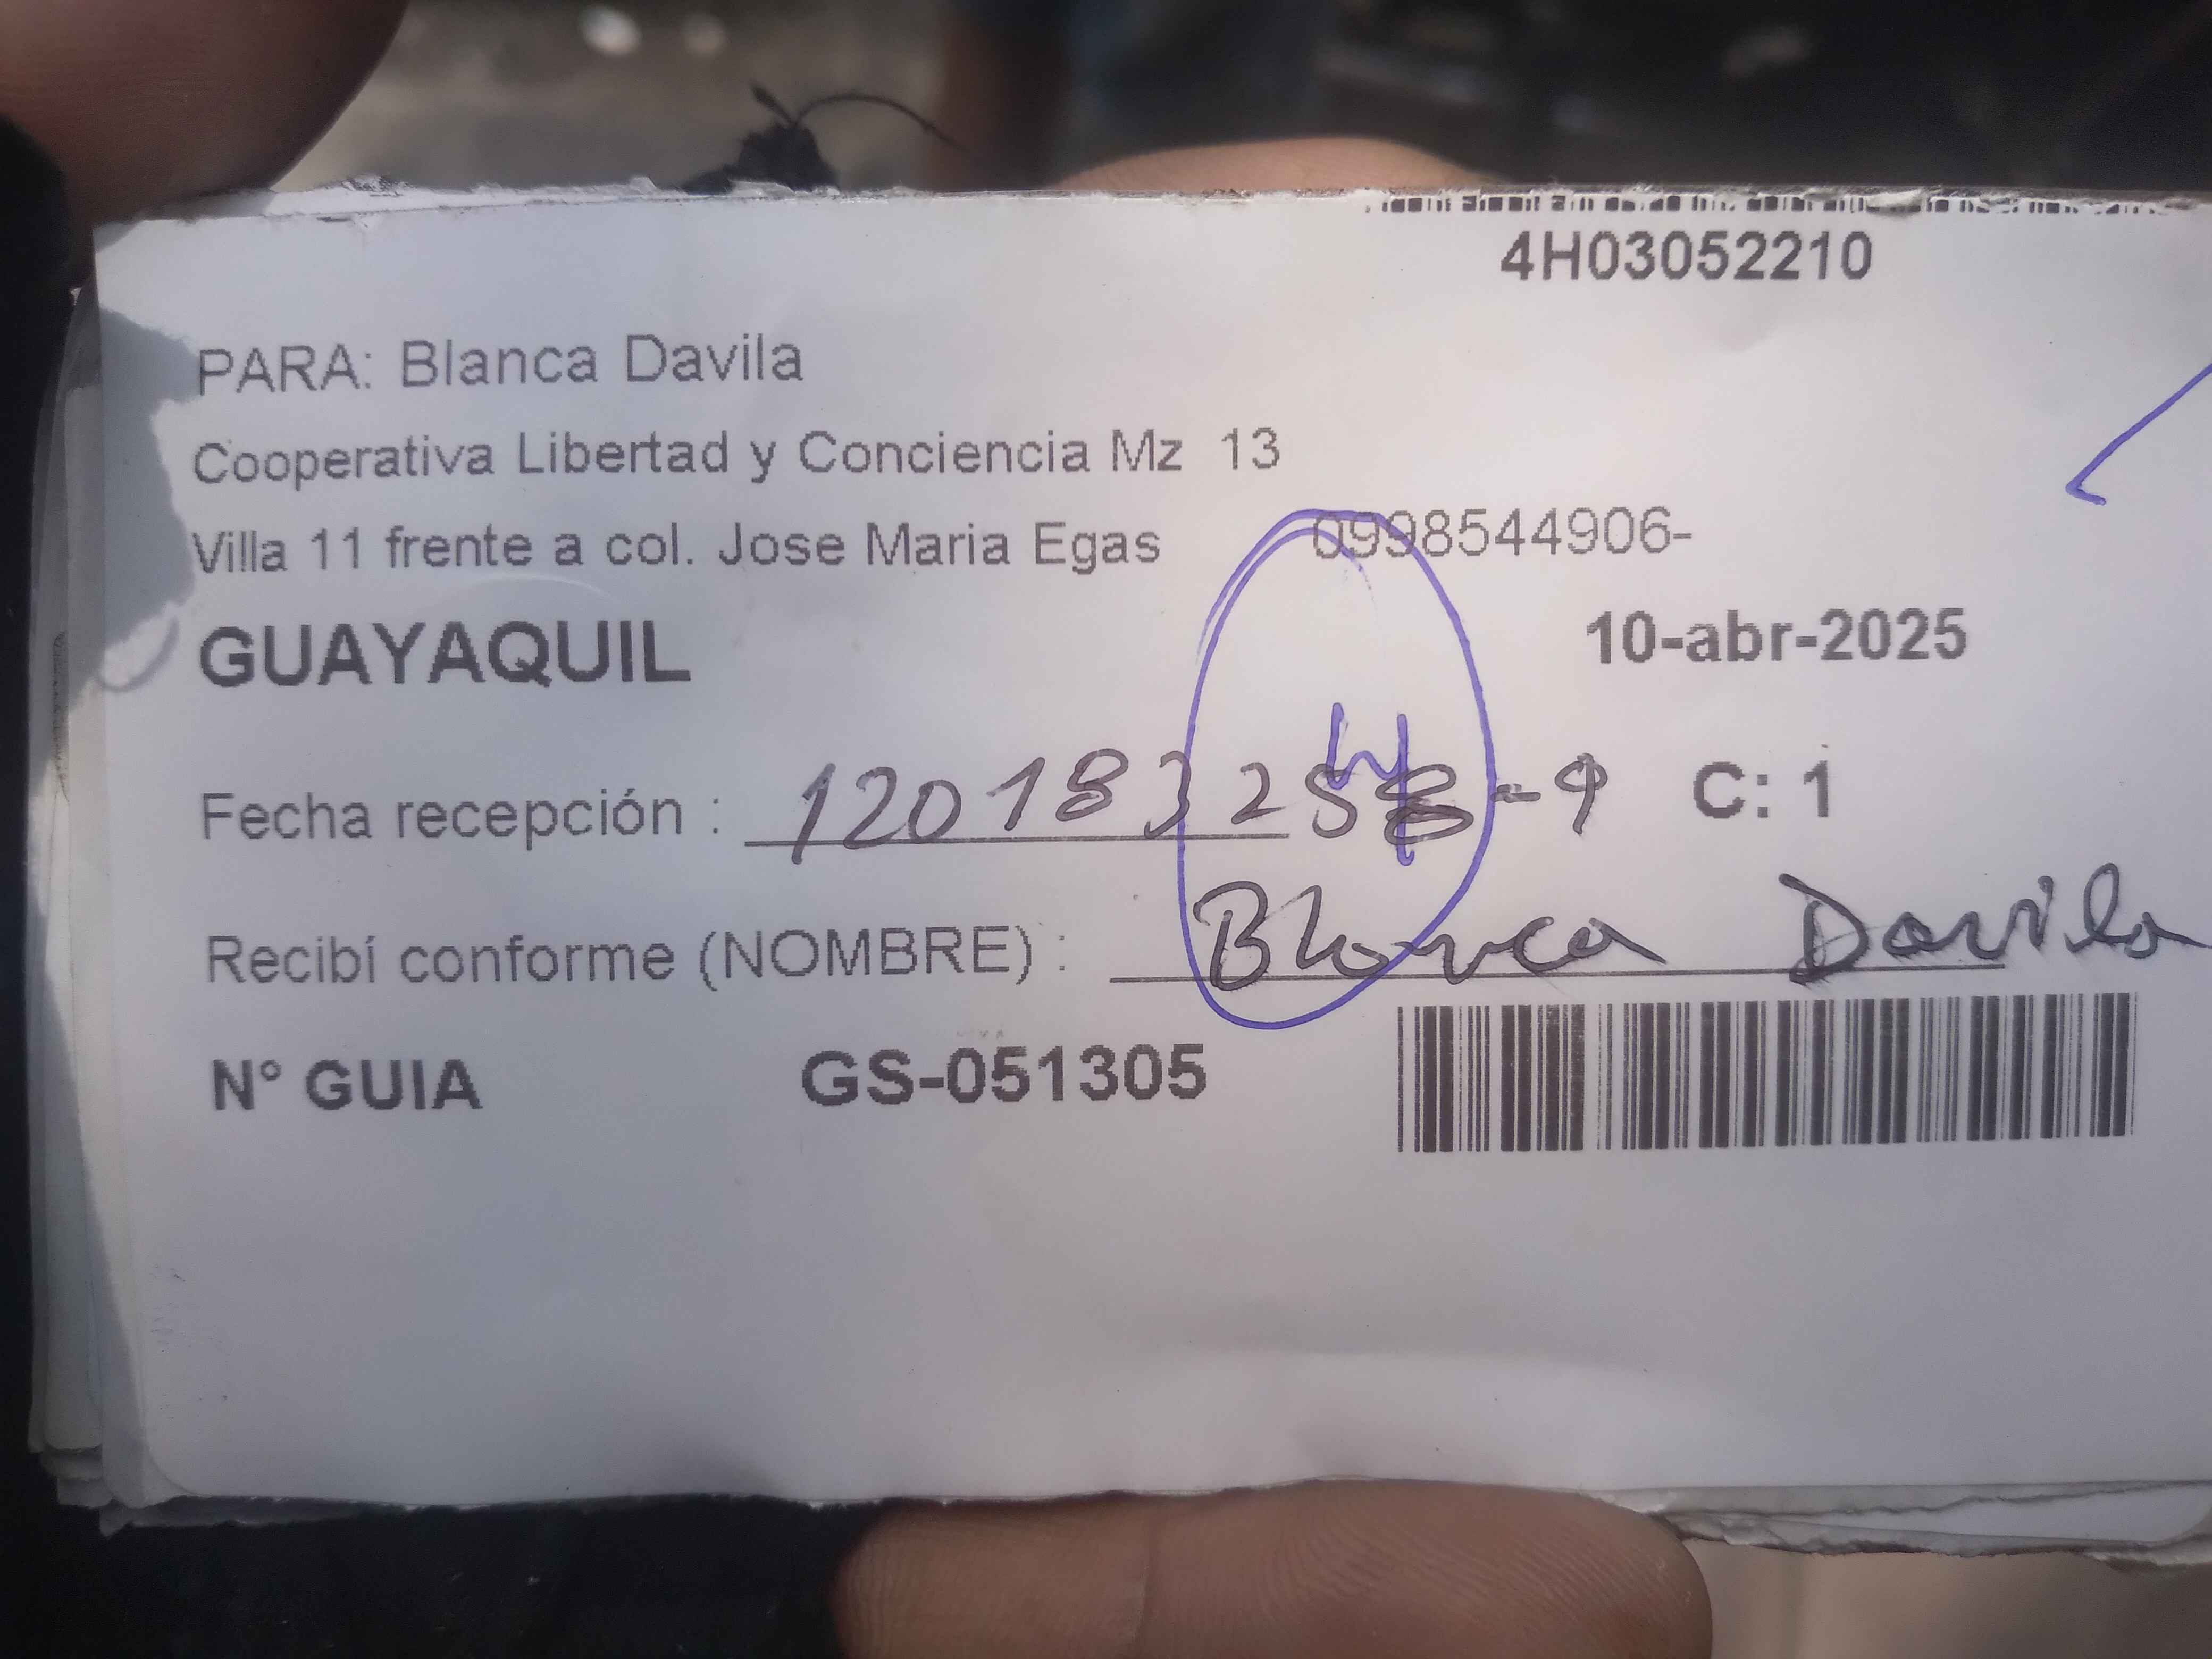 4H03052210
PARA: Blanca Davila
Cooperativa Libertad y Conciencia Mz 13
Villa 11 frente a col. Jose Maria Egas 0998544906-
GUAYAQUIL 10-abr-2025
Fecha recepción : C: 1
Recibí conforme (NOMBRE) : Blanca Davila
N° GUIA GS-051305